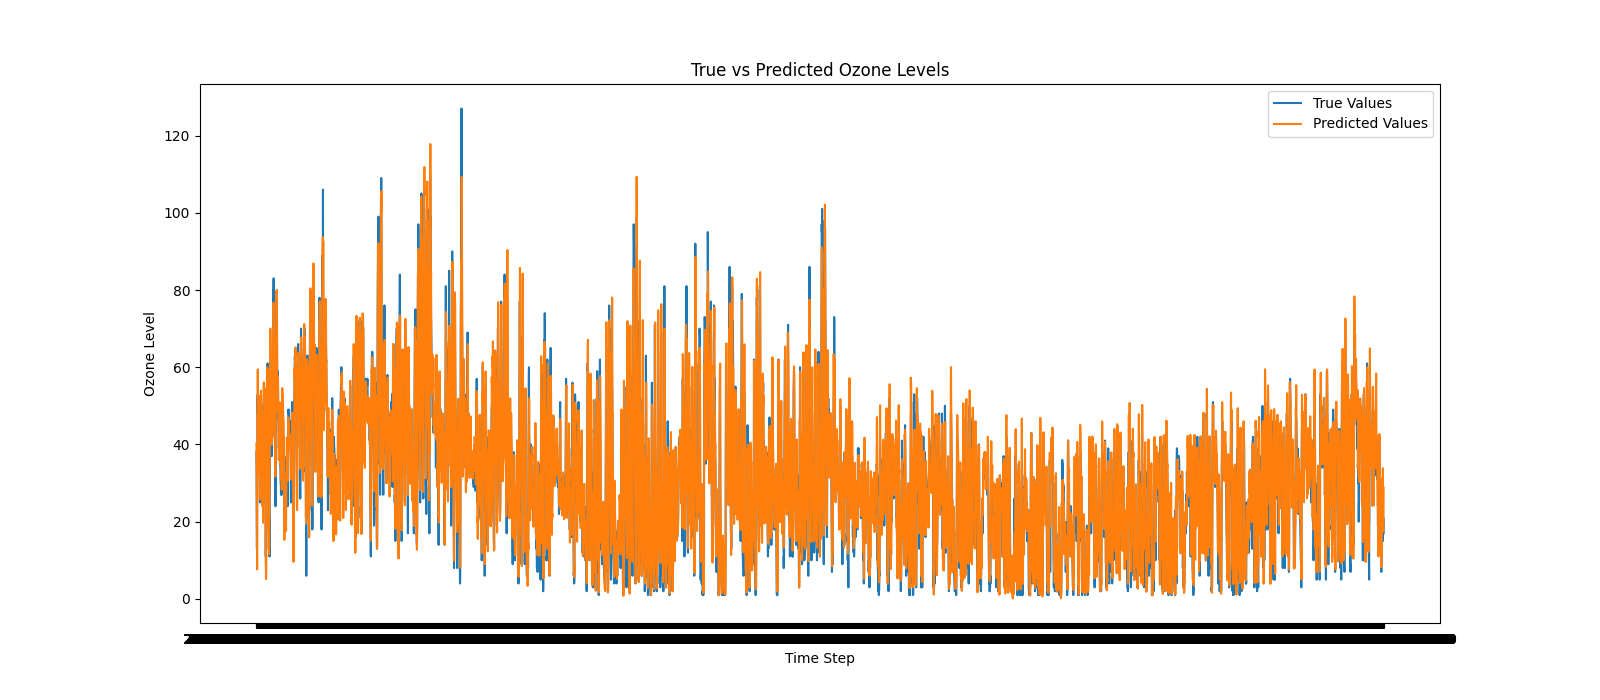 True vs Predicted Ozone Levels
True Values
Predicted Values
120
100
80
60
40
20
0
Ozone Level
Time Step